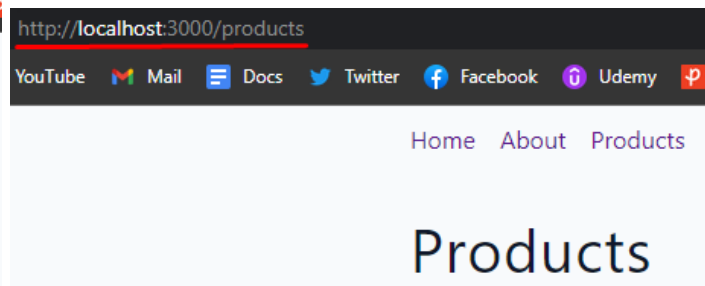 http://localhost:3000/products
YouTube Mail Docs Twitter Facebook Udemy
Home About Products
Products